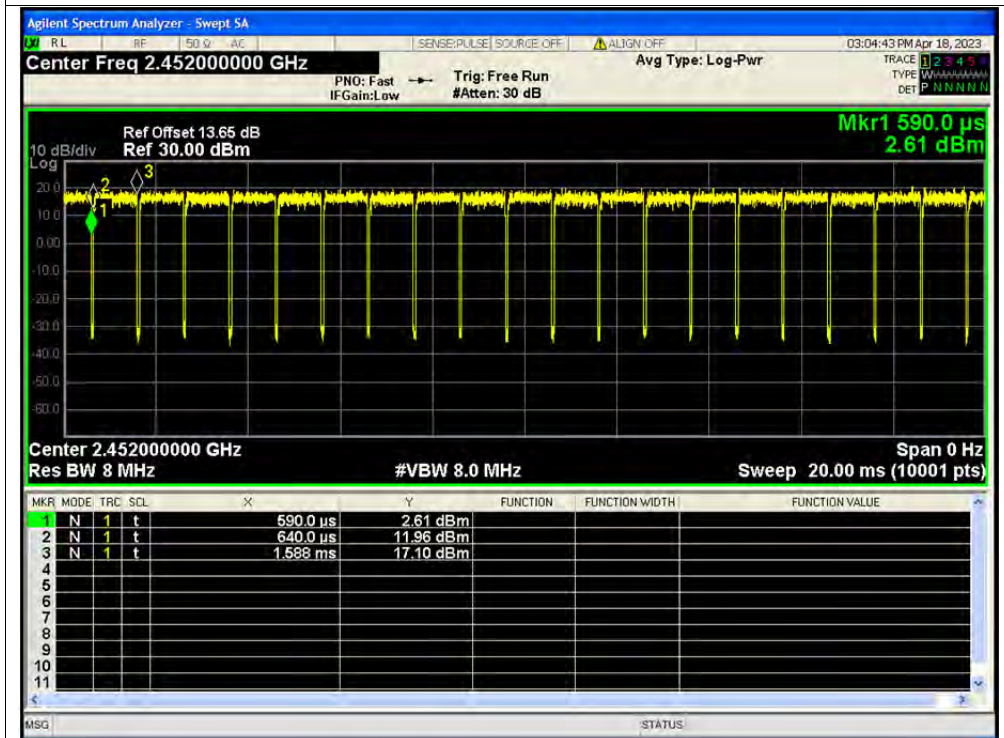 Agilent Spectrum Analyzer - Swept SA
LXI RL RF 50 Ω AC SENSE:PULSE SOURCE OFF ALIGN OFF 03:04:43 PM Apr 18, 2023
Center Freq 2.452000000 GHz Avg Type: Log-Pwr TRACE 1 2 3 4 5 6
PNO: Fast Trig: Free Run TYPE W
IFGain:Low #Atten: 30 dB DET P N N N N N
Mkr1 590.0 µs
Ref Offset 13.65 dB
10 dB/div Ref 30.00 dBm 2.61 dBm
Log
3
2
20.0
1
10.0
0.00
-10.0
-20.0
-30.0
-40.0
-50.0
-60.0
Center 2.452000000 GHz Span 0 Hz
Res BW 8 MHz #VBW 8.0 MHz Sweep 20.00 ms (10001 pts)
MKR MODE TRC SCL X Y FUNCTION FUNCTION WIDTH FUNCTION VALUE
1 N 1 t 590.0 µs 2.61 dBm
2 N 1 t 640.0 µs 11.96 dBm
3 N 1 t 1.588 ms 17.10 dBm
4
5
6
7
8
9
10
11
MSG STATUS